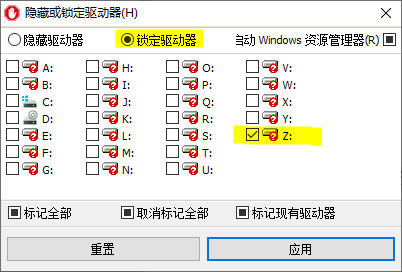 隐藏或锁定驱动器(H)
隐藏驱动器 锁定驱动器 动 Windows 资源管理器(R)
A: H: O: V:
B: I: P: W:
C: J: Q: X:
D: K: R: Y:
E: L: S: Z:
F: M: T:
G: N: U:
标记全部 取消标记全部 标记现有驱动器
重置 应用